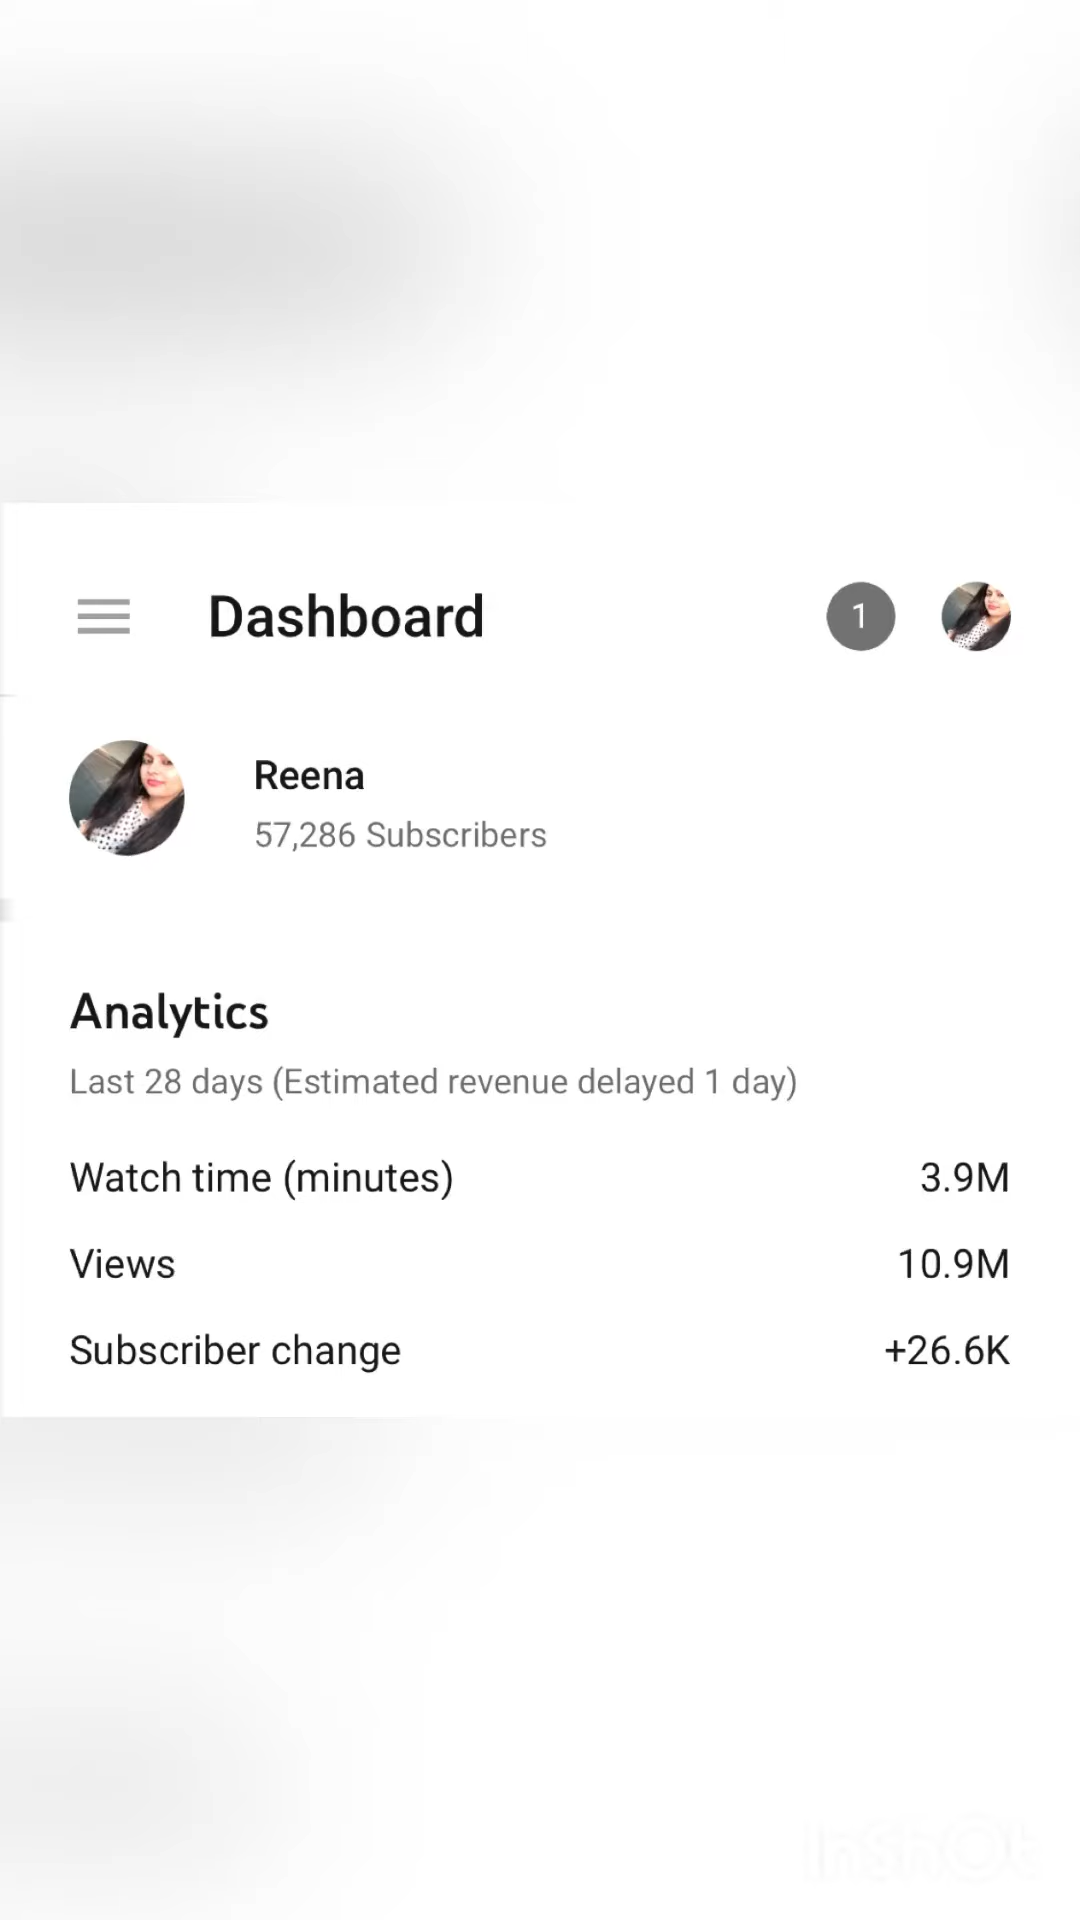 Dashboard
1
Reena
57,286 Subscribers
Analytics
Last 28 days (Estimated revenue delayed 1 day)
Watch time (minutes) 3.9M
Views 10.9M
Subscriber change +26.6K
InShOt